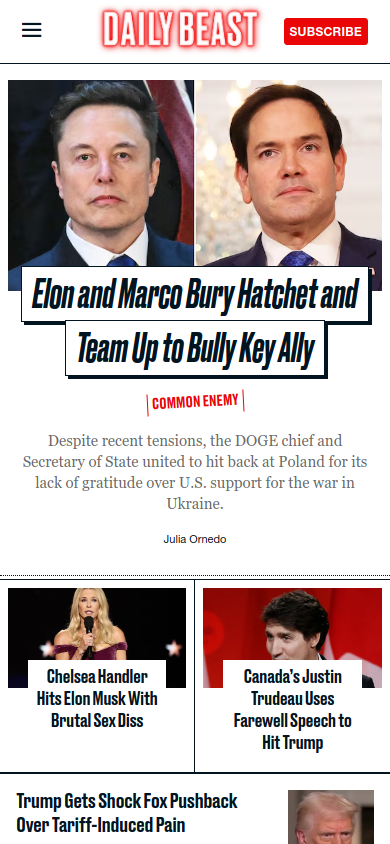 DAILY BEAST
SUBSCRIBE
Elon and Marco Bury Hatchet and
Team Up to Bully Key Ally
COMMON ENEMY
Despite recent tensions, the DOGE chief and
Secretary of State united to hit back at Poland for its
lack of gratitude over U.S. support for the war in
Ukraine.
Julia Ornedo
Chelsea Handler
Hits Elon Musk With
Brutal Sex Diss
Canada’s Justin
Trudeau Uses
Farewell Speech to
Hit Trump
Trump Gets Shock Fox Pushback
Over Tariff-Induced Pain